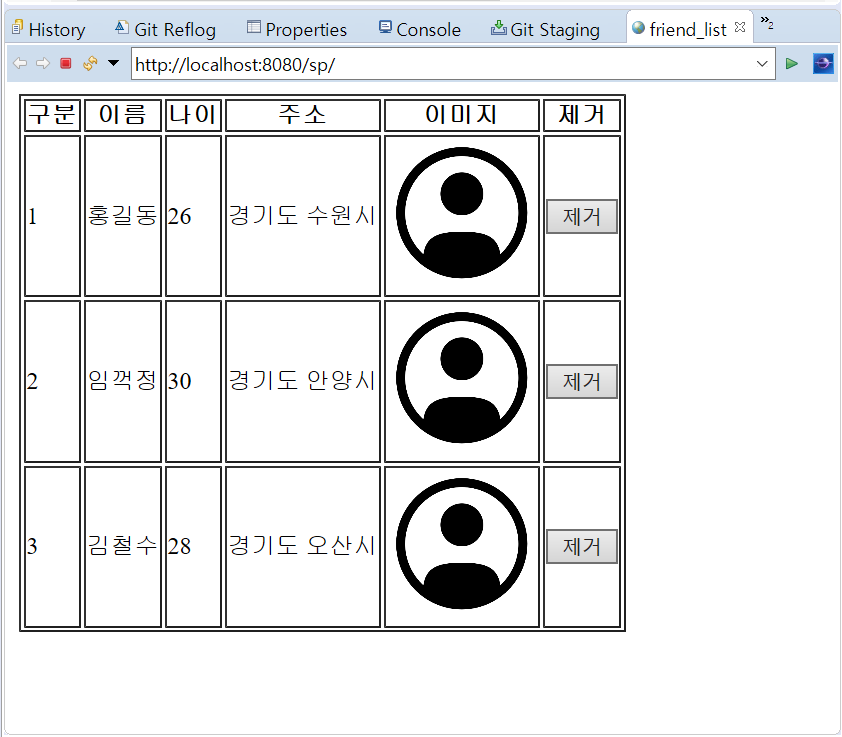 History Git Reflog Properties Console Git Staging friend_list »2
http://localhost:8080/sp/
구분 이름 나이 주소 이미지 제거
1 홍길동 26 경기도 수원시 제거
2 임꺽정 30 경기도 안양시 제거
3 김철수 28 경기도 오산시 제거